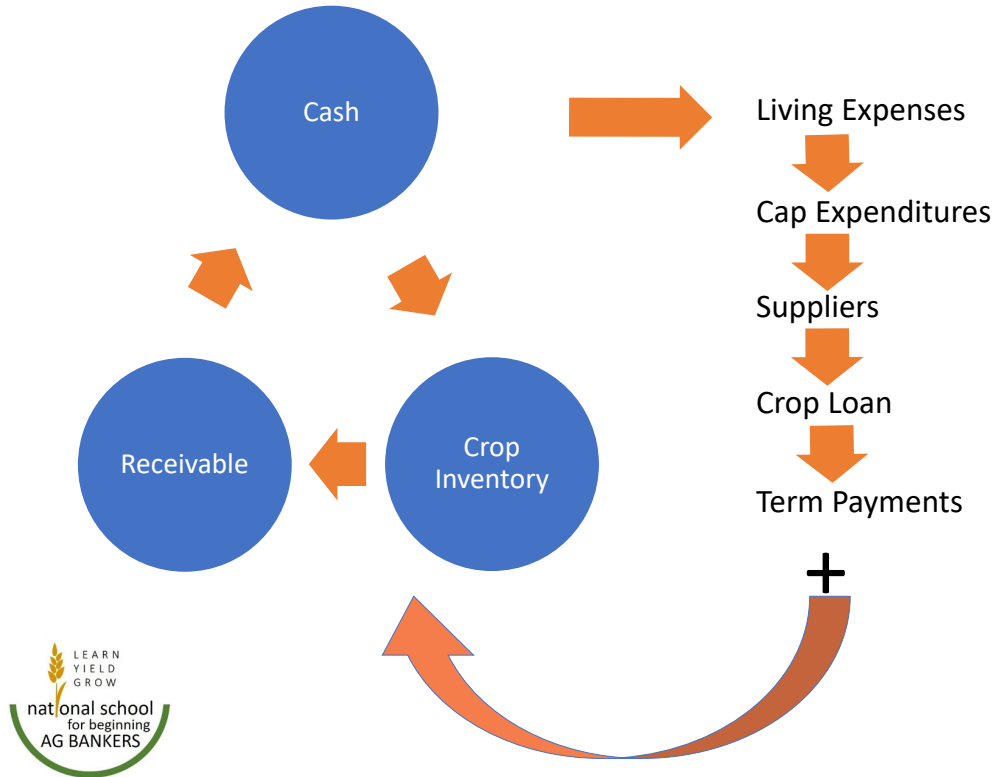 Cash
Living Expenses
Cap Expenditures
Suppliers
Crop Loan
Term Payments
+
Receivable
Crop
Inventory
LEARN
YIELD
GROW
national school
for beginning
AG BANKERS